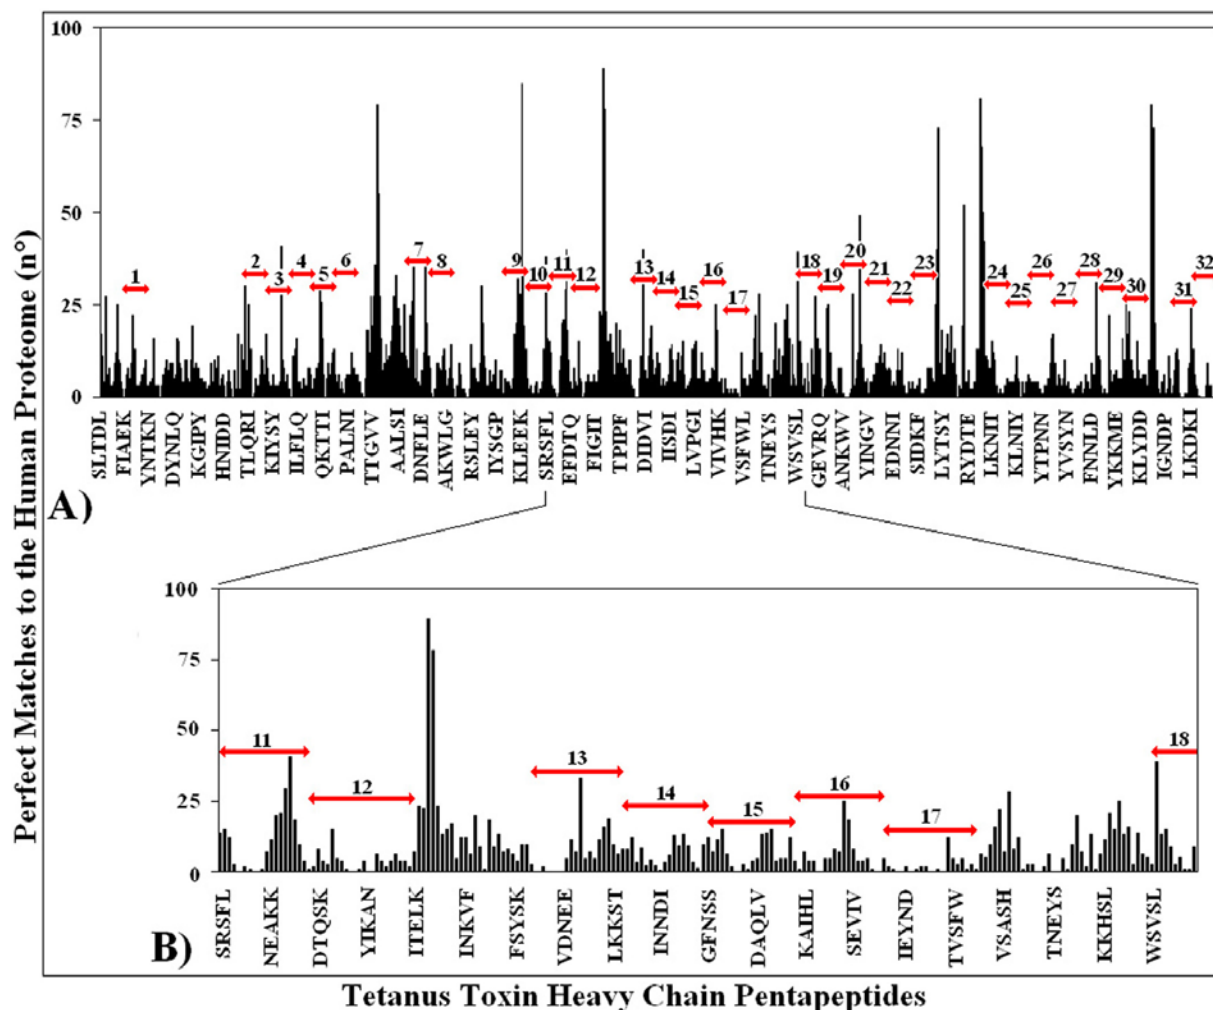 100
75
50
25
0
1
2
3
4
5
6
7
8
9
10
11
12
13
14
15
16
17
18
19
20
21
22
23
24
25
26
27
28
29
30
31
32
SLTDL
FIAEK
YNTKN
DYNLQ
KGIPY
HNIDD
TLQRI
KIYSY
ILFLQ
QKTTI
PALNI
TTGVV
AALSI
DNFLE
AKWLG
RSLEY
IYSGP
KLEEK
SRSFL
EFDTQ
FIGIT
TPIPF
DIDVI
IISDI
LVPGI
VIVHK
VSFWL
TNEYS
WSVSL
GEVRQ
ANKWV
YINGV
EDNNI
SIDKF
LYTSY
RYDTE
LKNIT
KLNIY
YTPNN
YVSYN
FNNLD
YKKME
KLYDD
IGNDP
LKDKI
A)
Perfect Matches to the Human Proteome (n°)
100
75
50
25
0
11
12
13
14
15
16
17
18
SRSFL
NEAKK
DTQSK
YIKAN
ITELK
INKVF
FSYSK
VDNEE
LKKST
INNDI
GFNSS
DAQLV
KAIHL
SEVIV
IEYND
TVSFW
VSASH
TNEYS
KKHSL
WSVSL
B)
Tetanus Toxin Heavy Chain Pentapeptides